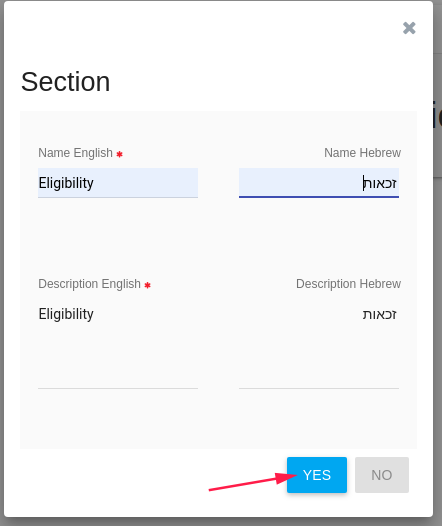 Section
Name English *
Name Hebrew
Eligibility
זכאות
Description English *
Description Hebrew
Eligibility
זכאות
YES
NO